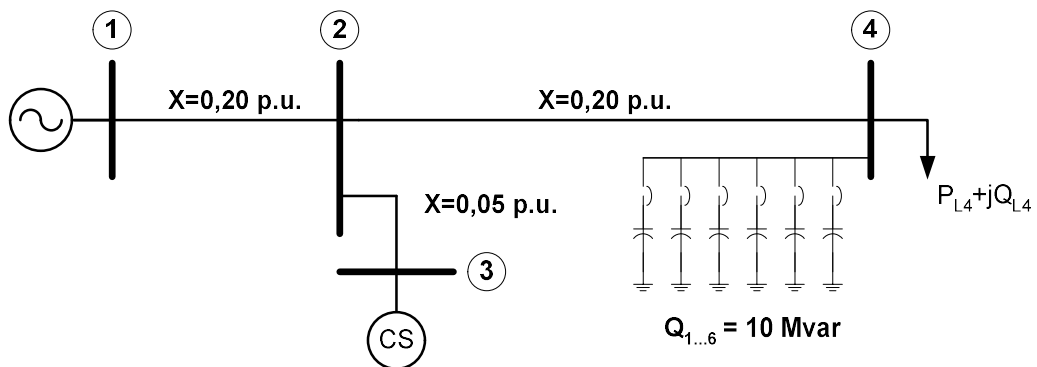 1
2
4
X=0,20 p.u.
X=0,20 p.u.
X=0,05 p.u.
P_L4+jQ_L4
3
CS
Q_1...6 = 10 Mvar